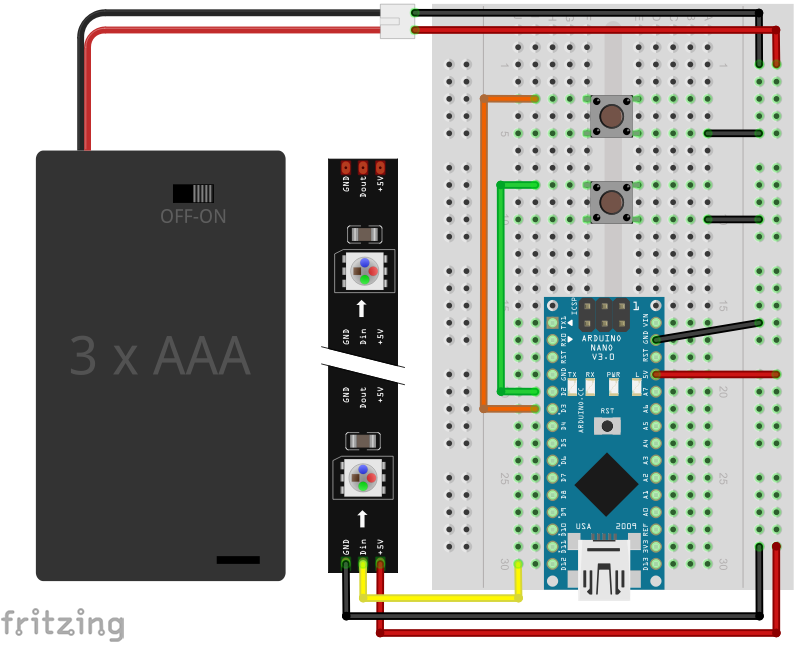 OFF-ON
3 x AAA
GND
Dout
+5V
GND
Din
+5V
GND
Dout
+5V
GND
Din
+5V
1
5
10
15
20
25
30
1
15
20
25
30
ICSP
1
ARDUINO
NANO
V3.0
TX
RX
PWR
L
RST
ARDUINO.CC
USA
2009
TX1
RX0
RST
GND
D2
D3
D4
D5
D6
D7
D8
D9
D10
D11
D12
VIN
GND
RST
5V
A7
A6
A5
A4
A3
A2
A1
A0
REF
3V3
D13
fritzing